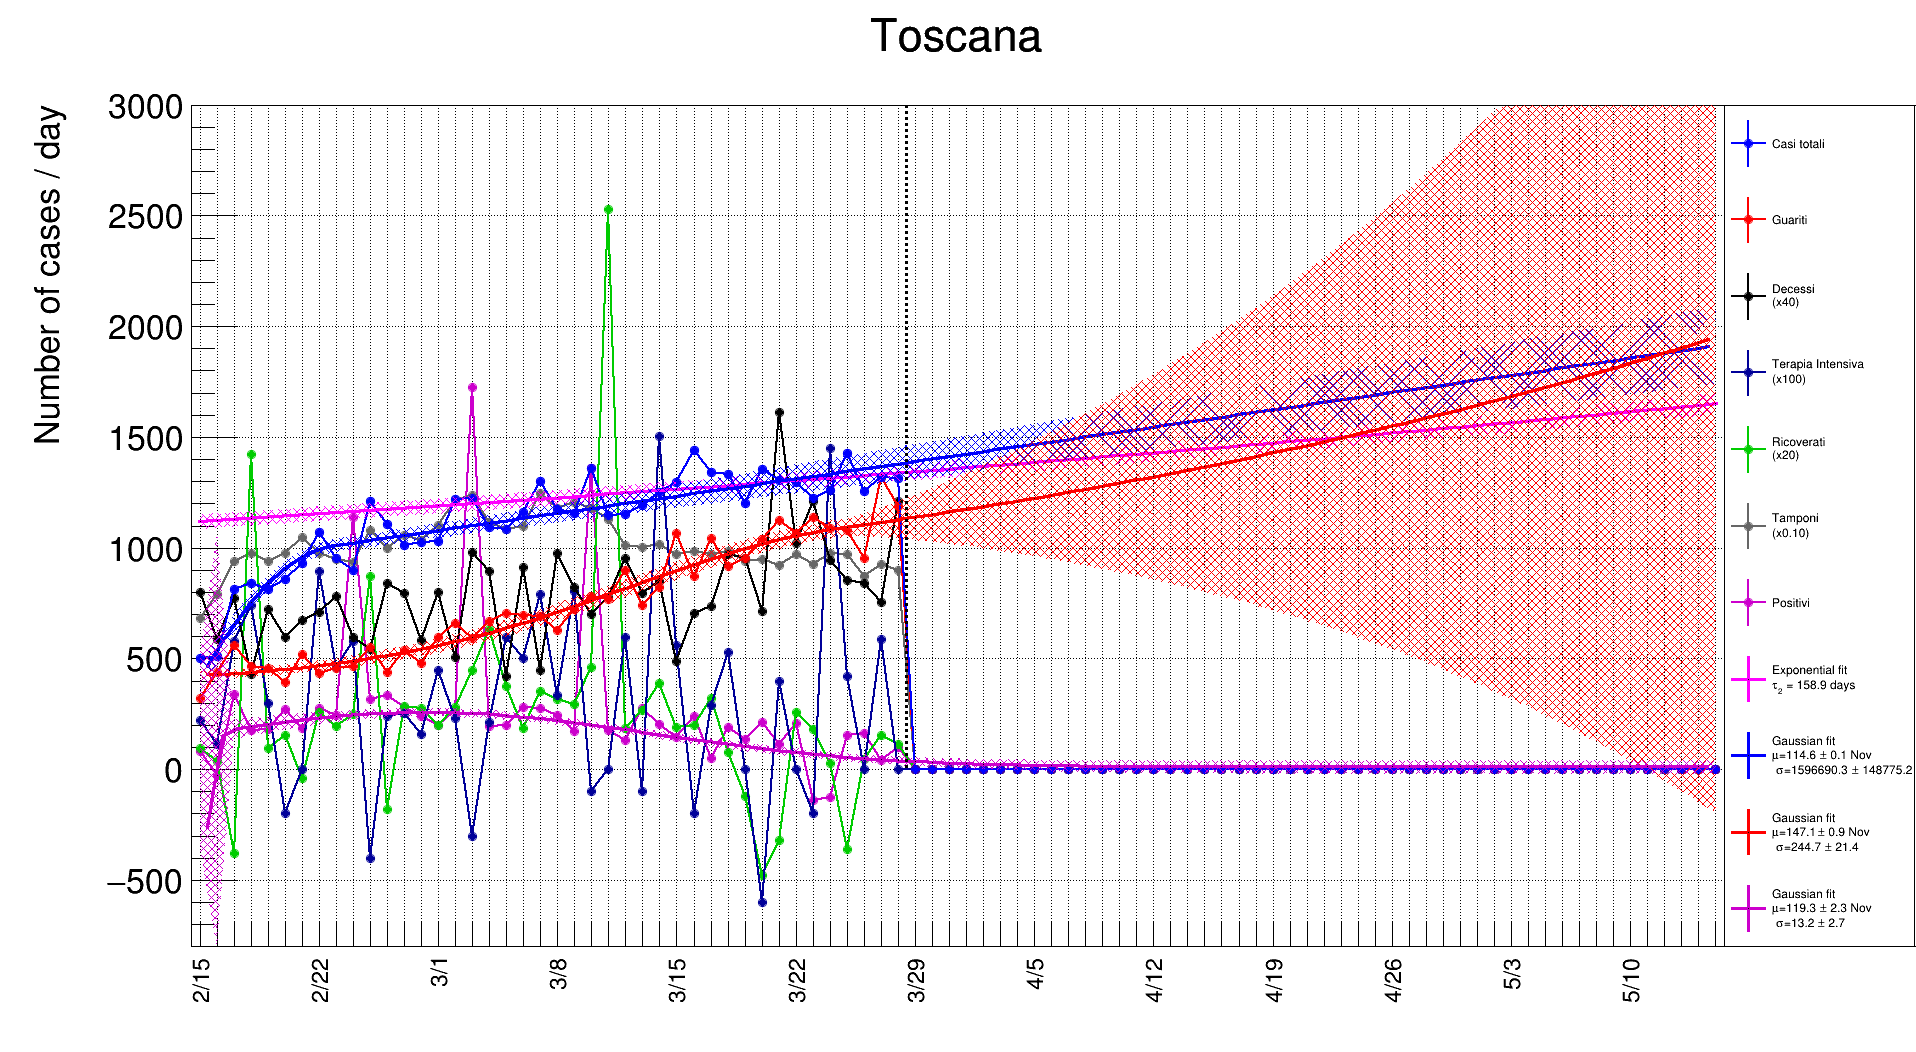 Toscana
Number of cases / day
3000
2500
2000
1500
1000
500
0
−500
2/15
2/22
3/1
3/8
3/15
3/22
3/29
4/5
4/12
4/19
4/26
5/3
5/10
Casi totali
Guariti
Decessi
(x40)
Terapia Intensiva
(x100)
Ricoverati
(x20)
Tamponi
(x0.10)
Positivi
Exponential fit
τ2 = 158.9 days
Gaussian fit
μ=114.6 ± 0.1 Nov
σ=1596690.3 ± 148775.2
Gaussian fit
μ=147.1 ± 0.9 Nov
σ=244.7 ± 21.4
Gaussian fit
μ=119.3 ± 2.3 Nov
σ=13.2 ± 2.7